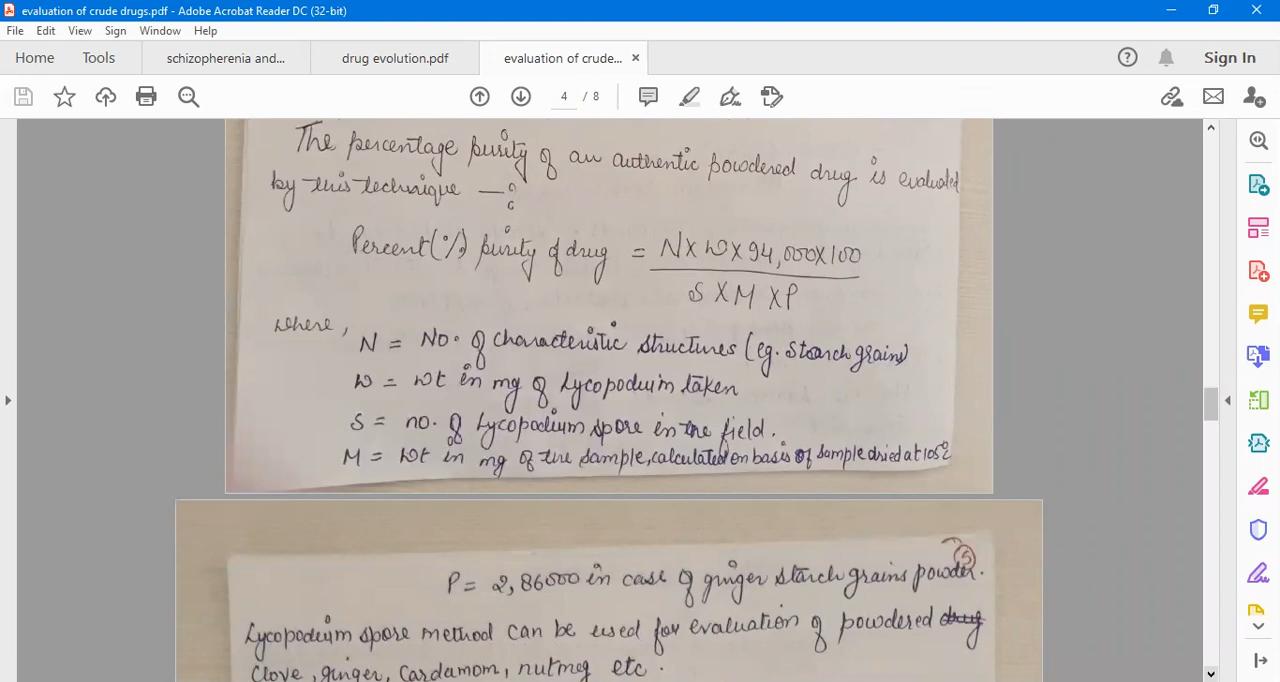 evaluation of crude drugs.pdf - Adobe Acrobat Reader DC (32-bit)
File Edit View Sign Window Help
Home Tools schizopherenia and... drug evolution.pdf evaluation of crude... × Sign In
4 / 8
The percentage purity of an authentic powdered drug is evaluated
by this technique —:
Percent(%) purity of drug = N×W×94,000×100
S×M×P
where,
N = No. of characteristic structures (eg. Starch grains)
W = wt in mg of Lycopodium taken
S = no. of Lycopodium spore in the field.
M = Wt in mg of the sample, calculated on basis of sample dried at 105°C
5
P = 2,86000 in case of ginger starch grains powder.
Lycopodium spore method can be used for evaluation of powdered drug
Clove, ginger, Cardamom, nutmeg etc.